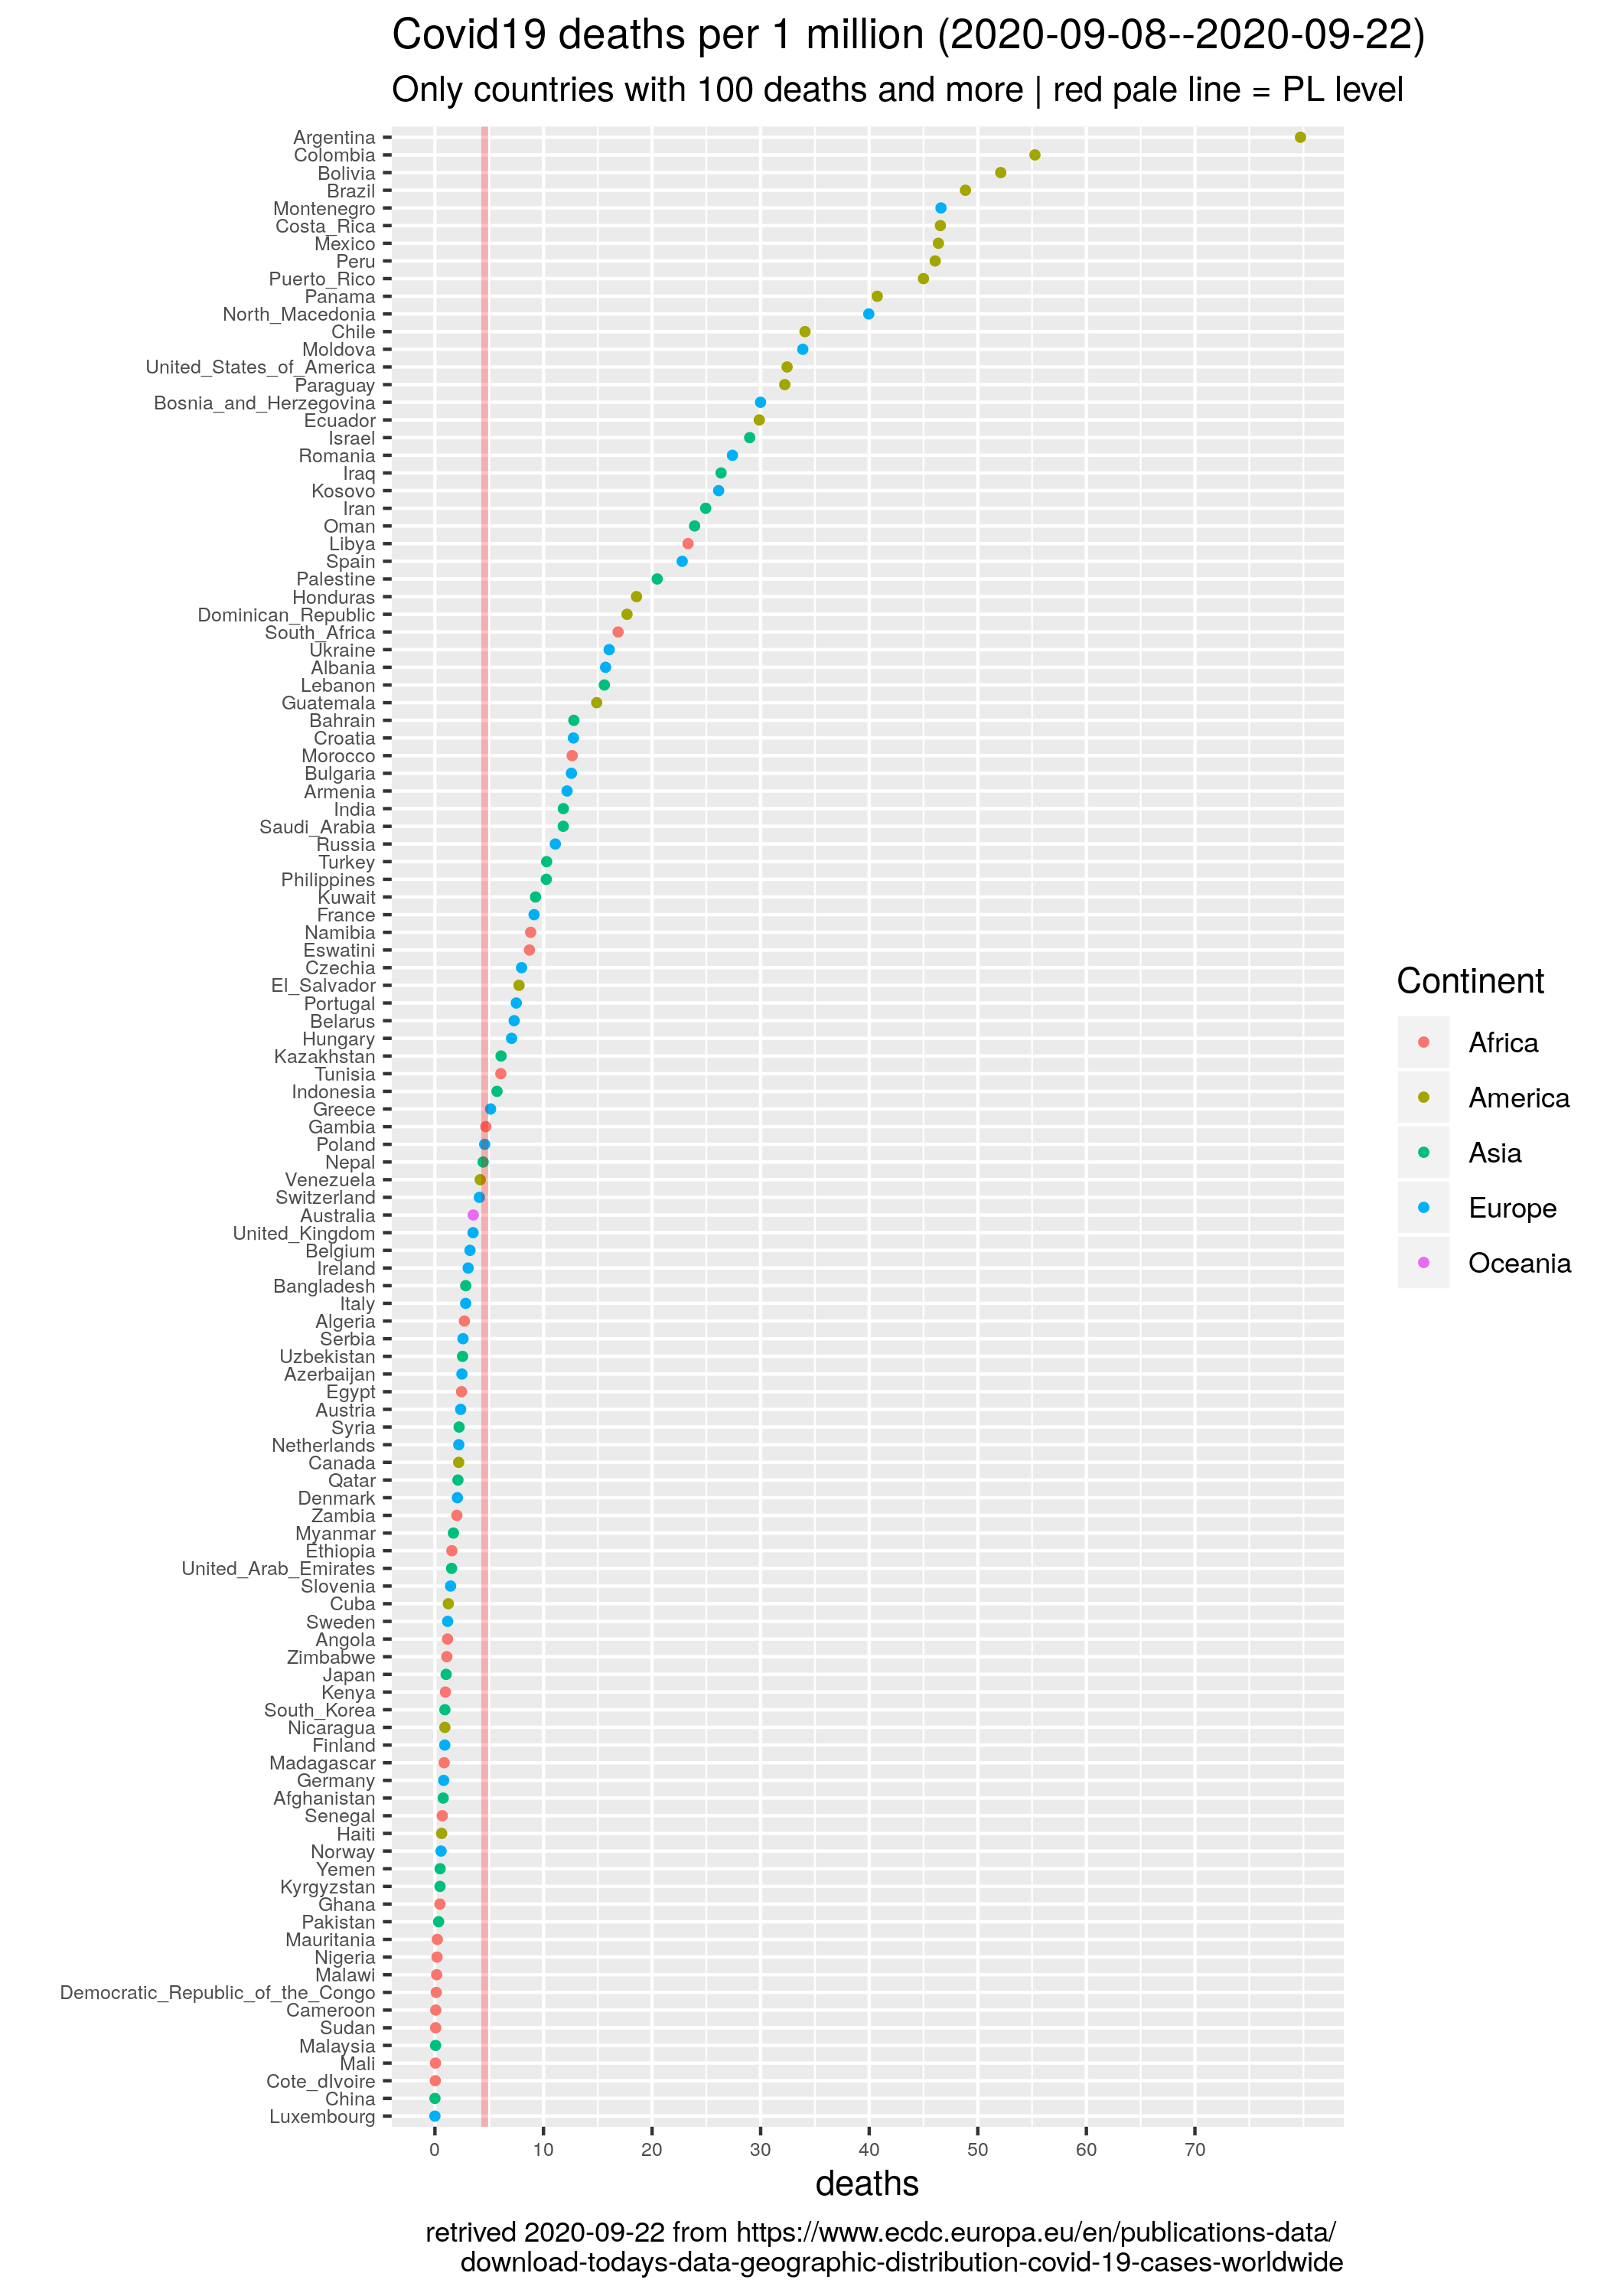 Covid19 deaths per 1 million (2020-09-08--2020-09-22)
Only countries with 100 deaths and more | red pale line = PL level
Argentina
Colombia
Bolivia
Brazil
Montenegro
Costa_Rica
Mexico
Peru
Puerto_Rico
Panama
North_Macedonia
Chile
Moldova
United_States_of_America
Paraguay
Bosnia_and_Herzegovina
Ecuador
Israel
Romania
Iraq
Kosovo
Iran
Oman
Libya
Spain
Palestine
Honduras
Dominican_Republic
South_Africa
Ukraine
Albania
Lebanon
Guatemala
Bahrain
Croatia
Morocco
Bulgaria
Armenia
India
Saudi_Arabia
Russia
Turkey
Philippines
Kuwait
France
Namibia
Eswatini
Czechia
El_Salvador
Portugal
Belarus
Hungary
Kazakhstan
Tunisia
Indonesia
Greece
Gambia
Poland
Nepal
Venezuela
Switzerland
Australia
United_Kingdom
Belgium
Ireland
Bangladesh
Italy
Algeria
Serbia
Uzbekistan
Azerbaijan
Egypt
Austria
Syria
Netherlands
Canada
Qatar
Denmark
Zambia
Myanmar
Ethiopia
United_Arab_Emirates
Slovenia
Cuba
Sweden
Angola
Zimbabwe
Japan
Kenya
South_Korea
Nicaragua
Finland
Madagascar
Germany
Afghanistan
Senegal
Haiti
Norway
Yemen
Kyrgyzstan
Ghana
Pakistan
Mauritania
Nigeria
Malawi
Democratic_Republic_of_the_Congo
Cameroon
Sudan
Malaysia
Mali
Cote_dIvoire
China
Luxembourg
0 10 20 30 40 50 60 70
deaths
Continent
Africa
America
Asia
Europe
Oceania
retrived 2020-09-22 from https://www.ecdc.europa.eu/en/publications-data/
download-todays-data-geographic-distribution-covid-19-cases-worldwide